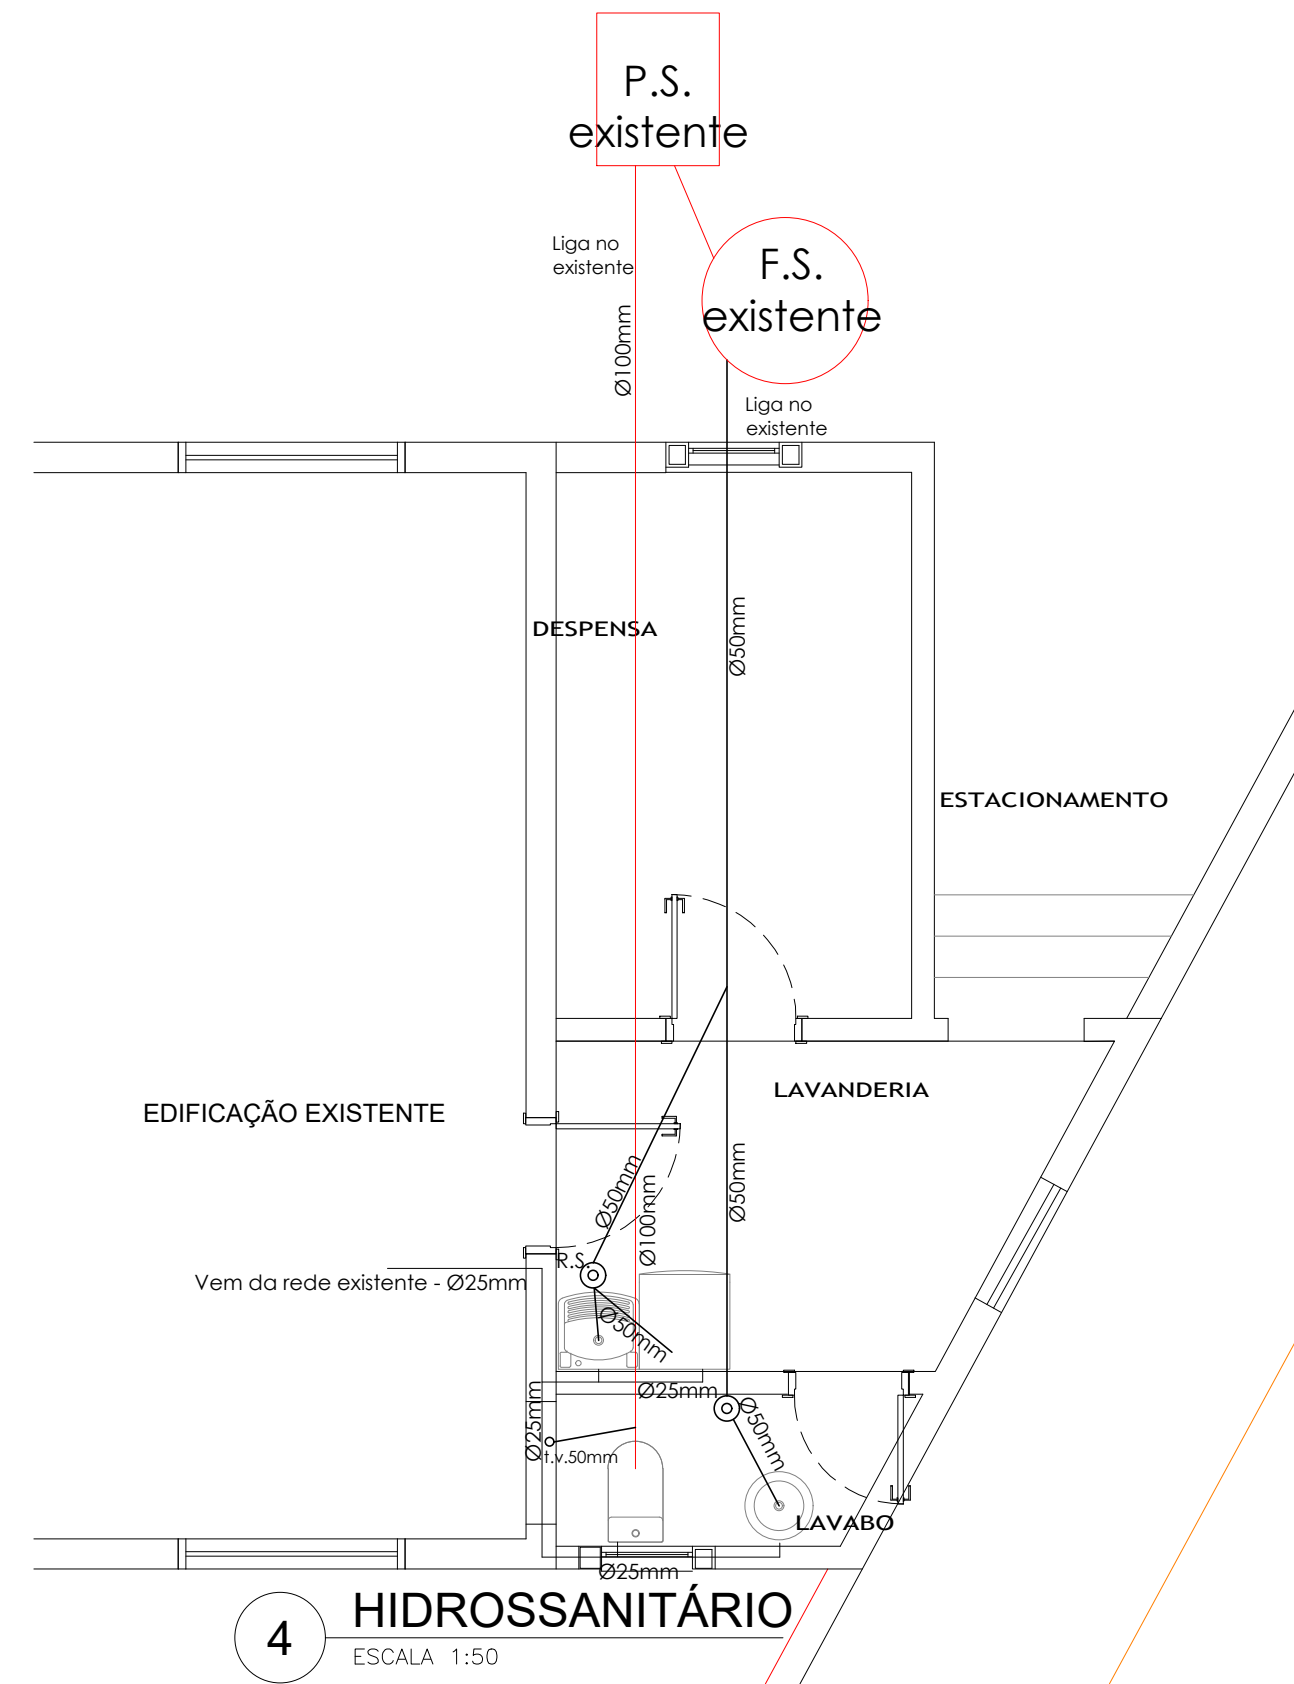 P.S.
existente
Liga no
existente
F.S.
existente
Ø100mm
Liga no
existente
DESPENSA
Ø50mm
ESTACIONAMENTO
LAVANDERIA
EDIFICAÇÃO EXISTENTE
Ø50mm
Ø100mm
Ø50mm
R.S.
Vem da rede existente - Ø25mm
Ø50mm
Ø25mm
Ø25mm
Ø50mm
t.v.50mm
LAVABO
Ø25mm
4
HIDROSSANITÁRIO
ESCALA 1:50